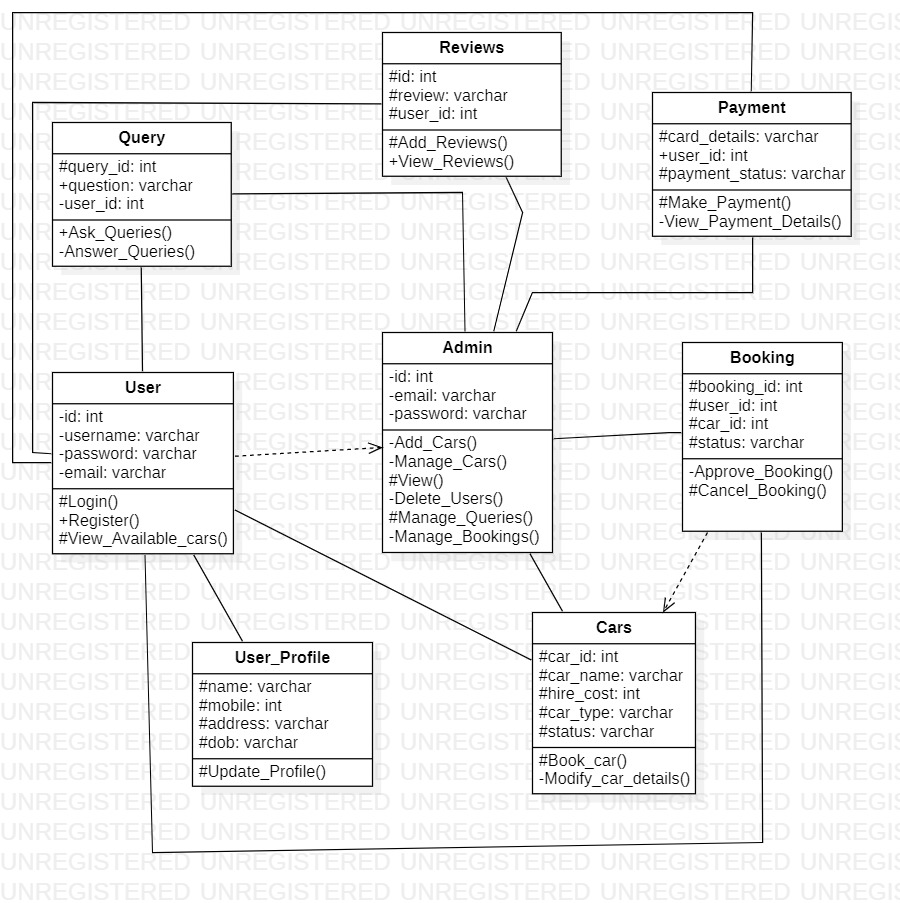 Reviews
#id: int
#review: varchar
#user_id: int
#Add_Reviews()
+View_Reviews()
Payment
#card_details: varchar
+user_id: int
#payment_status: varchar
#Make_Payment()
-View_Payment_Details()
Query
#query_id: int
+question: varchar
-user_id: int
+Ask_Queries()
-Answer_Queries()
Admin
-id: int
-email: varchar
-password: varchar
-Add_Cars()
-Manage_Cars()
#View()
-Delete_Users()
#Manage_Queries()
-Manage_Bookings()
Booking
#booking_id: int
#user_id: int
#car_id: int
#status: varchar
-Approve_Booking()
#Cancel_Booking()
User
-id: int
-username: varchar
-password: varchar
-email: varchar
#Login()
+Register()
#View_Available_cars()
User_Profile
#name: varchar
#mobile: int
#address: varchar
#dob: varchar
#Update_Profile()
Cars
#car_id: int
#car_name: varchar
#hire_cost: int
#car_type: varchar
#status: varchar
#Book_car()
-Modify_car_details()
UNREGISTERED